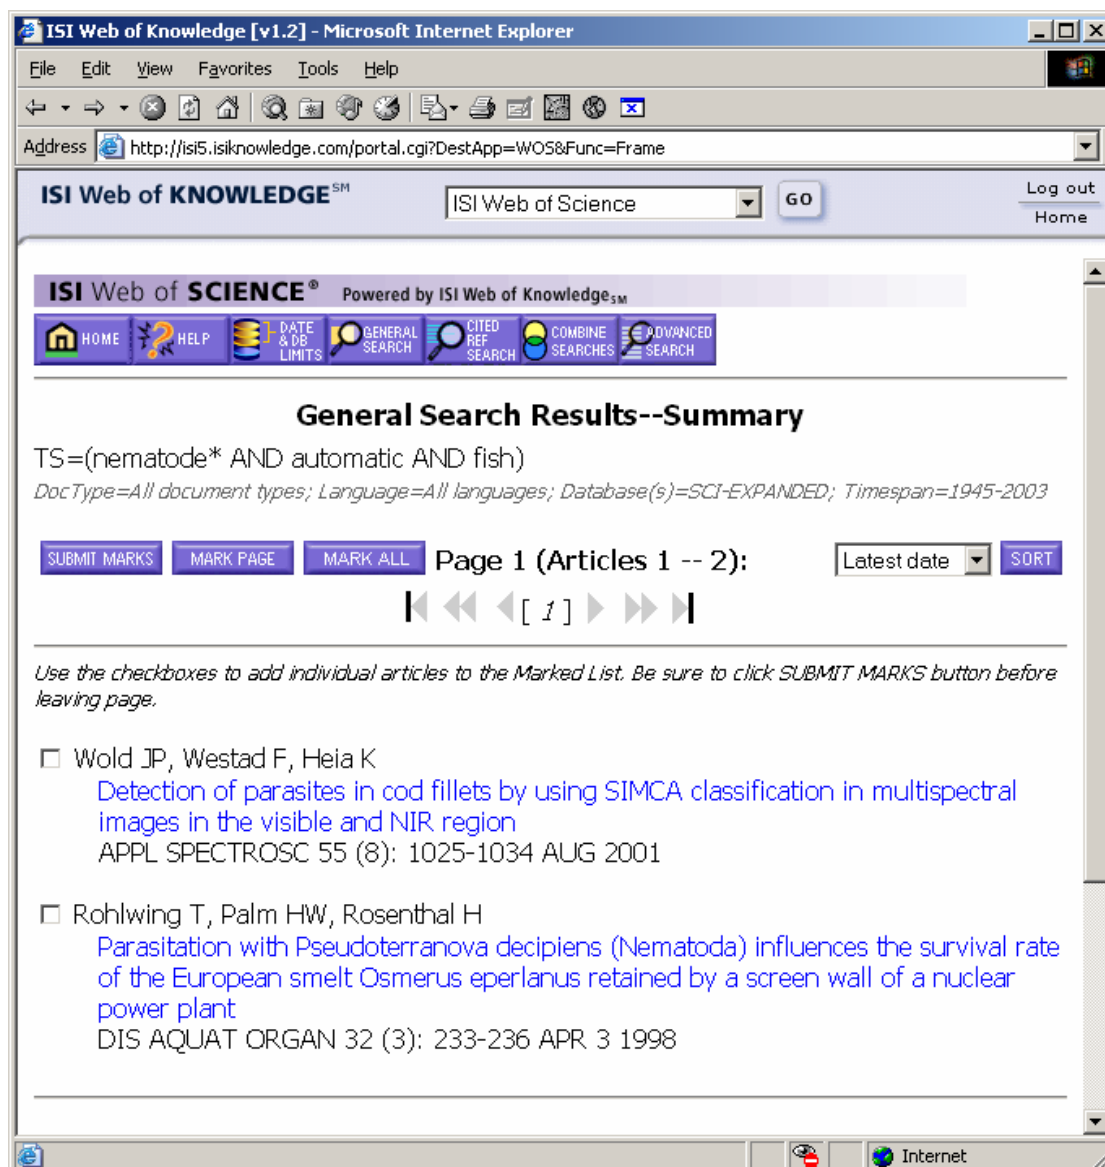 ISI Web of Knowledge [v1.2] - Microsoft Internet Explorer
File Edit View Favorites Tools Help
Address http://isi5.isiknowledge.com/portal.cgi?DestApp=WOS&Func=Frame
ISI Web of KNOWLEDGE SM ISI Web of Science GO Log out
Home
ISI Web of SCIENCE® Powered by ISI Web of Knowledge SM
HOME HELP DATE & DB LIMITS GENERAL SEARCH CITED REF SEARCH COMBINE SEARCHES ADVANCED SEARCH
General Search Results--Summary
TS=(nematode* AND automatic AND fish)
DocType=All document types; Language=All languages; Database(s)=SCI-EXPANDED; Timespan=1945-2003
SUBMIT MARKS MARK PAGE MARK ALL Page 1 (Articles 1 -- 2): Latest date SORT
[ 1 ]
Use the checkboxes to add individual articles to the Marked List. Be sure to click SUBMIT MARKS button before
leaving page.
Wold JP, Westad F, Heia K
Detection of parasites in cod fillets by using SIMCA classification in multispectral
images in the visible and NIR region
APPL SPECTROSC 55 (8): 1025-1034 AUG 2001
Rohlwing T, Palm HW, Rosenthal H
Parasitation with Pseudoterranova decipiens (Nematoda) influences the survival rate
of the European smelt Osmerus eperlanus retained by a screen wall of a nuclear
power plant
DIS AQUAT ORGAN 32 (3): 233-236 APR 3 1998
Internet